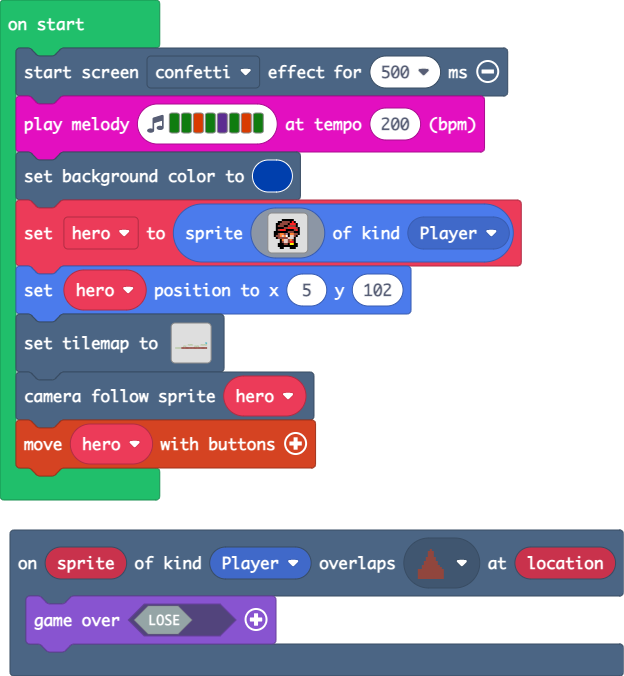 on start
start screen confetti effect for 500 ms
play melody at tempo 200 (bpm)
set background color to
set hero to sprite of kind Player
set hero position to x 5 y 102
set tilemap to
camera follow sprite hero
move hero with buttons
on sprite of kind Player overlaps at location
game over LOSE